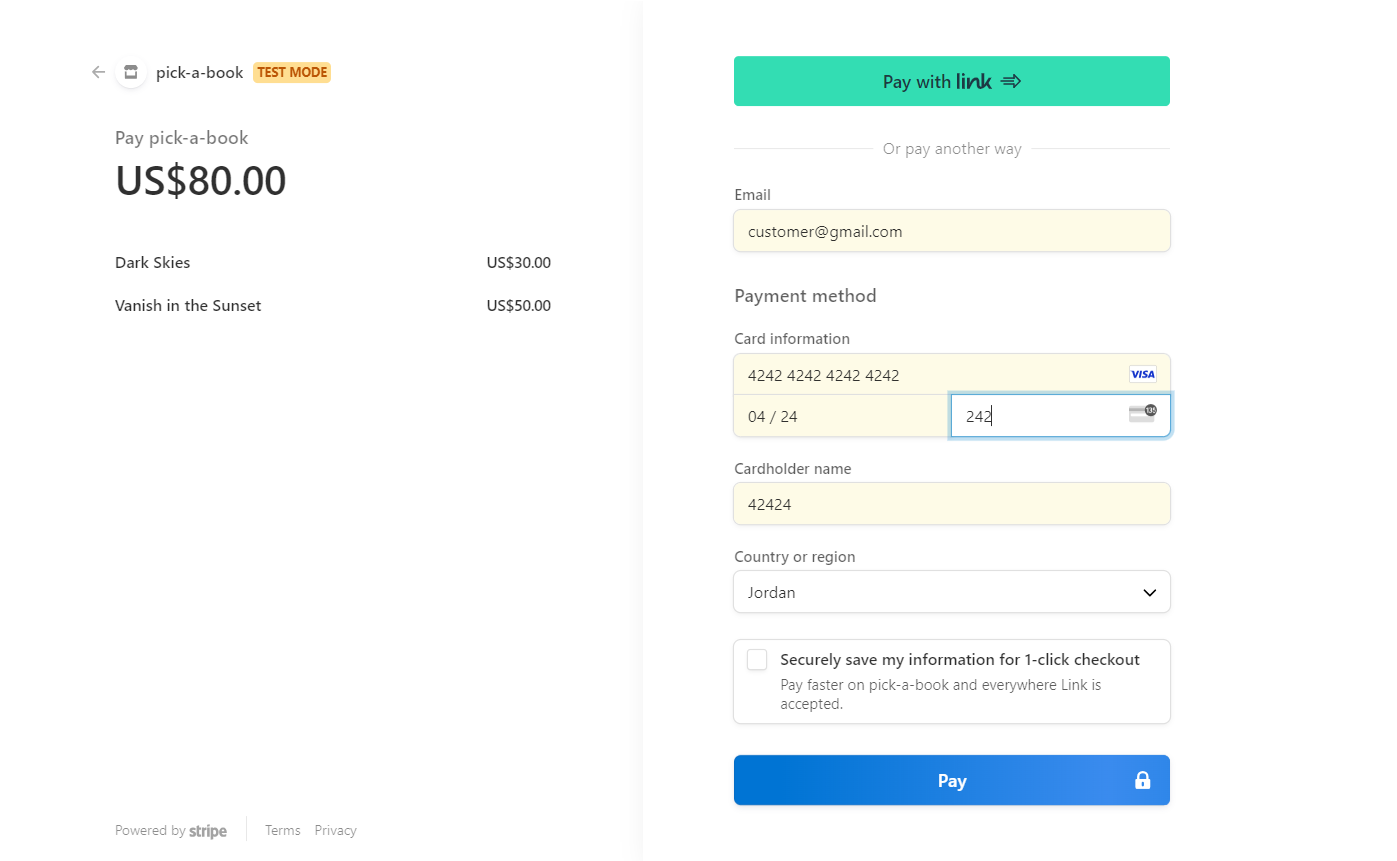 pick-a-book TEST MODE
Pay pick-a-book
US$80.00
Dark Skies US$30.00
Vanish in the Sunset US$50.00
Powered by stripe Terms Privacy
Pay with link
Or pay another way
Email
customer@gmail.com
Payment method
Card information
4242 4242 4242 4242 VISA
04 / 24 242 135
Cardholder name
42424
Country or region
Jordan
Securely save my information for 1-click checkout
Pay faster on pick-a-book and everywhere Link is
accepted.
Pay